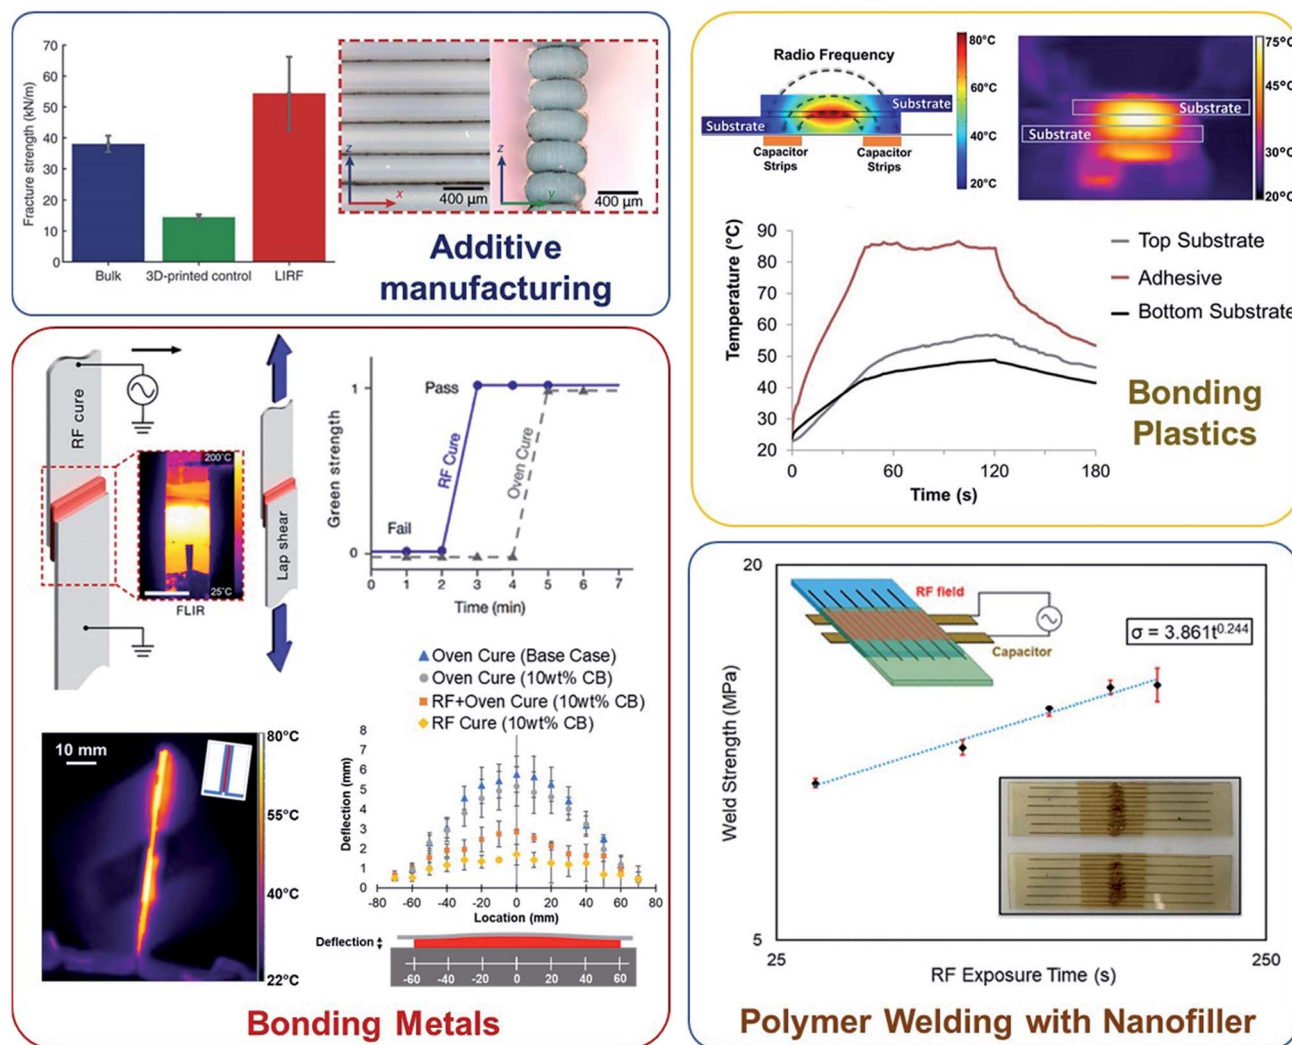 Fracture strength (kN/m)
70
60
50
40
30
20
10
0
Bulk
3D-printed control
LIRF
z
x
400 µm
z
y
400 µm
Additive
manufacturing
Radio Frequency
Substrate
Substrate
Capacitor
Strips
Capacitor
Strips
80°C
60°C
40°C
20°C
Substrate
Substrate
75°C
45°C
30°C
20°C
Temperature (°C)
90
80
70
60
50
40
30
20
0
60
120
180
Time (s)
Top Substrate
Adhesive
Bottom Substrate
Bonding
Plastics
RF cure
200°C
25°C
FLIR
Lap shear
Green strength
1
0
Pass
Fail
RF Cure
Oven Cure
0 1 2 3 4 5 6 7
Time (min)
Oven Cure (Base Case)
Oven Cure (10wt% CB)
RF+Oven Cure (10wt% CB)
RF Cure (10wt% CB)
10 mm
80°C
55°C
40°C
22°C
Deflection (mm)
8
7
6
5
4
3
2
1
0
-80 -60 -40 -20 0 20 40 60 80
Location (mm)
Deflection
-60 -40 -20 0 20 40 60
Bonding Metals
20
5
Weld Strength (MPa)
RF field
Capacitor
σ = 3.861t0.244
25
250
RF Exposure Time (s)
Polymer Welding with Nanofiller